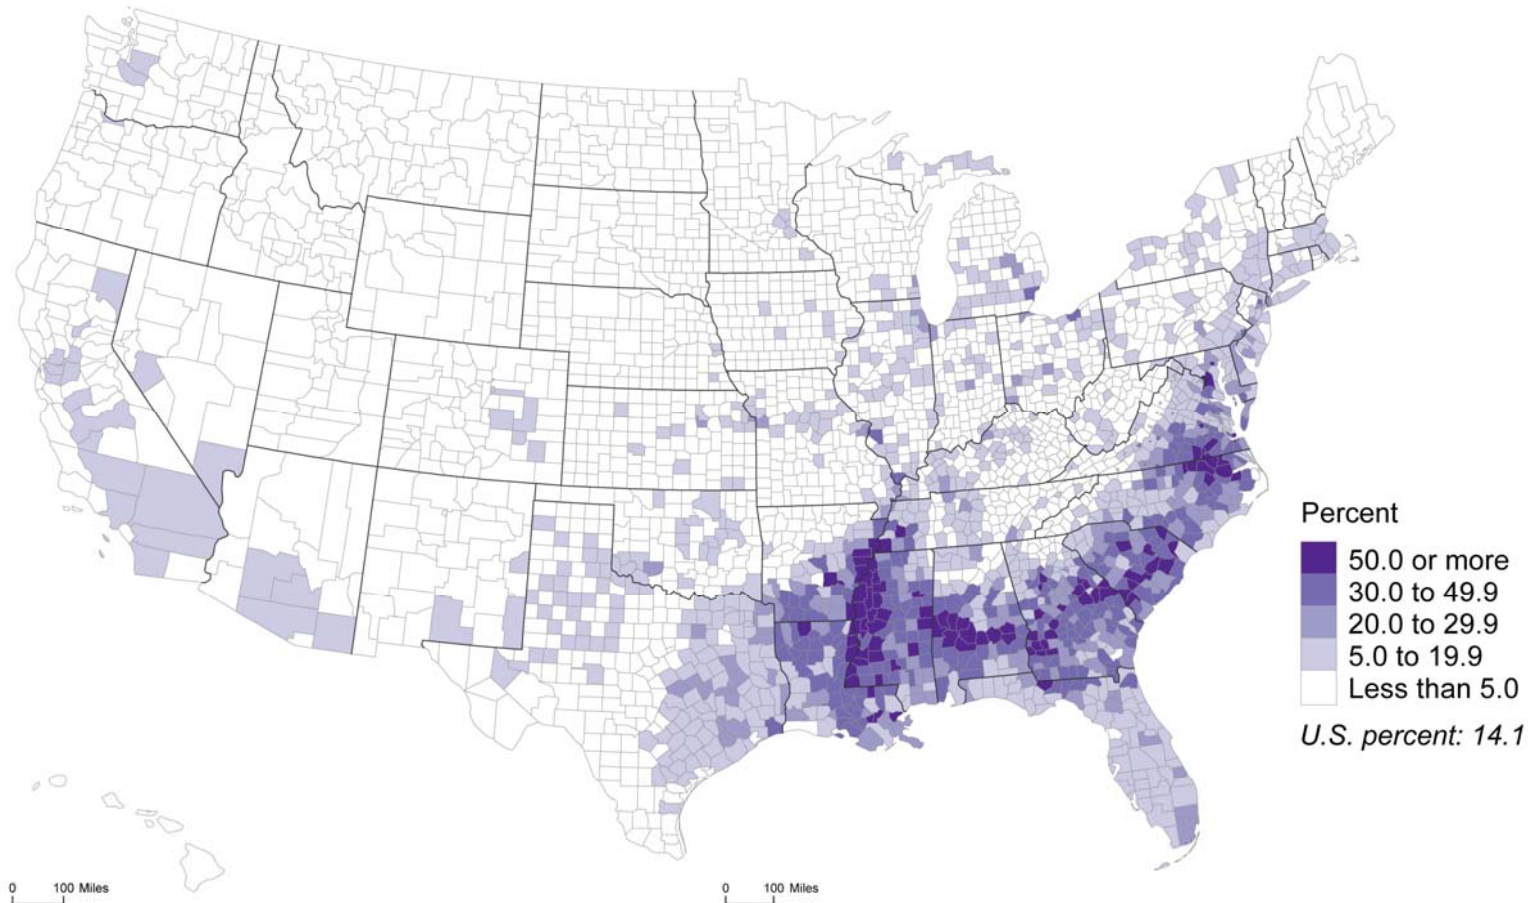 Percent
50.0 or more
30.0 to 49.9
20.0 to 29.9
5.0 to 19.9
Less than 5.0
U.S. percent: 14.1
0 100 Miles
0 100 Miles